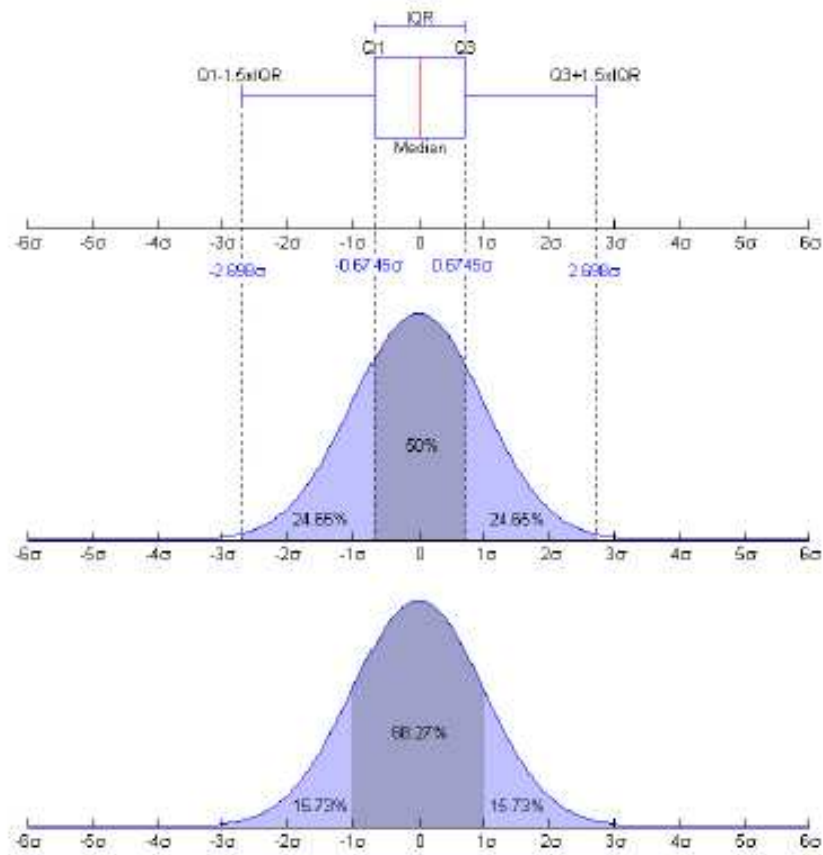 IQR
Q1 Q3
Q1-1.5xIQR Q3+1.5xIQR
Median
-6σ -5σ -4σ -3σ -2σ -1σ 0 1σ 2σ 3σ 4σ 5σ 6σ
-2.698σ -0.6745σ 0.6745σ 2.698σ
50%
24.65% 24.65%
-6σ -5σ -4σ -3σ -2σ -1σ 0 1σ 2σ 3σ 4σ 5σ 6σ
68.27%
15.73% 15.73%
-6σ -5σ -4σ -3σ -2σ -1σ 0 1σ 2σ 3σ 4σ 5σ 6σ